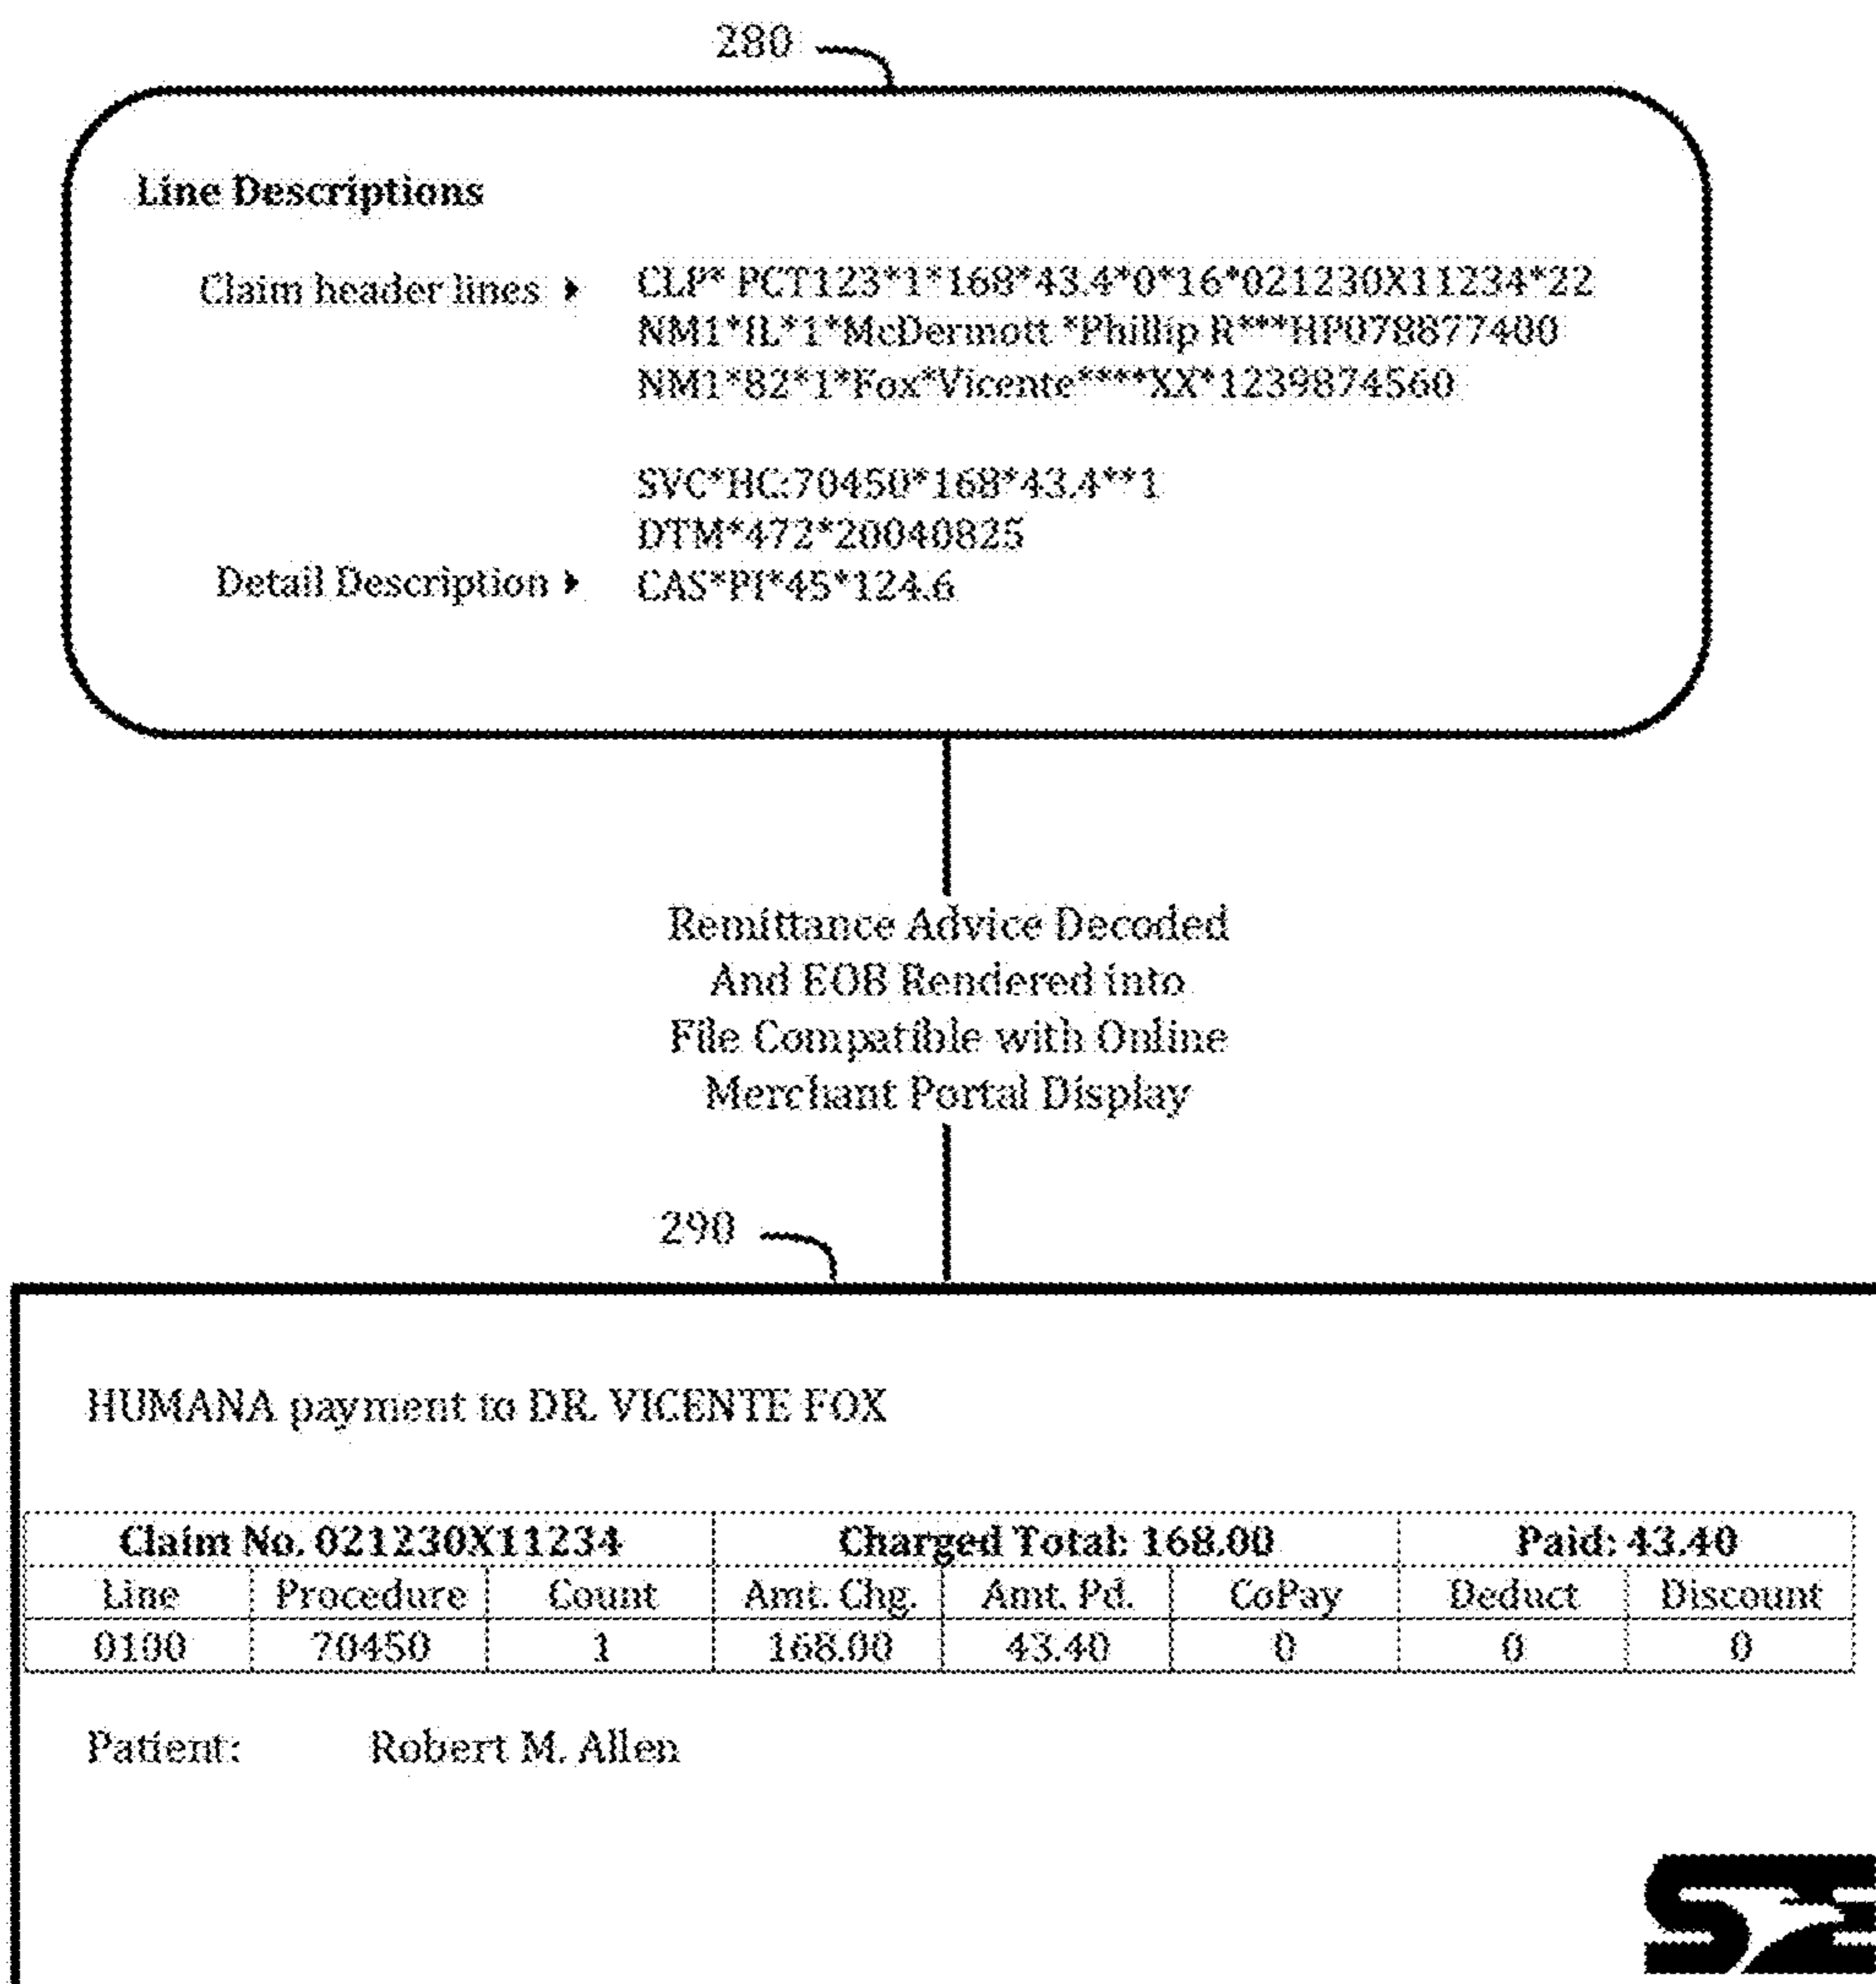 280
Line Descriptions
Claim header lines ▸ CLP* PCT123*1*168*43.4*0*16*021230X11234*22
NM1*IL*1*McDermott *Phillip R***HP078877400
NM1*82*1*Fox*Vicente****XX*1239874560
SVC*HC:70450*168*43.4**1
DTM*472*20040825
Detail Description ▸ CAS*PI*45*124.6
Remittance Advice Decoded
And EOB Rendered into
File Compatible with Online
Merchant Portal Display
290
HUMANA payment to DR. VICENTE FOX
Claim No. 021230X11234 Charged Total: 168.00 Paid: 43.40
Line Procedure Count Amt. Chg. Amt. Pd. CoPay Deduct Discount
0100 70450 1 168.00 43.40 0 0 0
Patient: Robert M. Allen